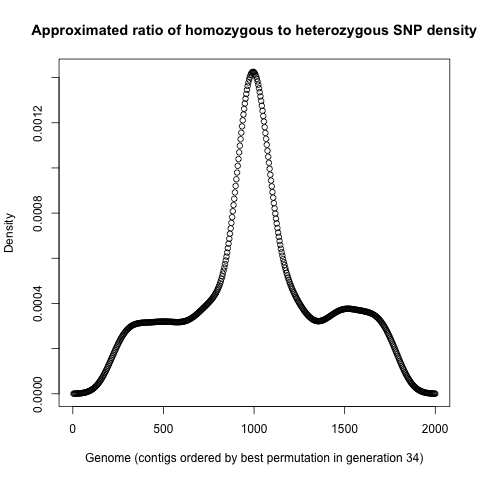 Approximated ratio of homozygous to heterozygous SNP density
Density
0.0012
0.0008
0.0004
0.0000
0 500 1000 1500 2000
Genome (contigs ordered by best permutation in generation 34)